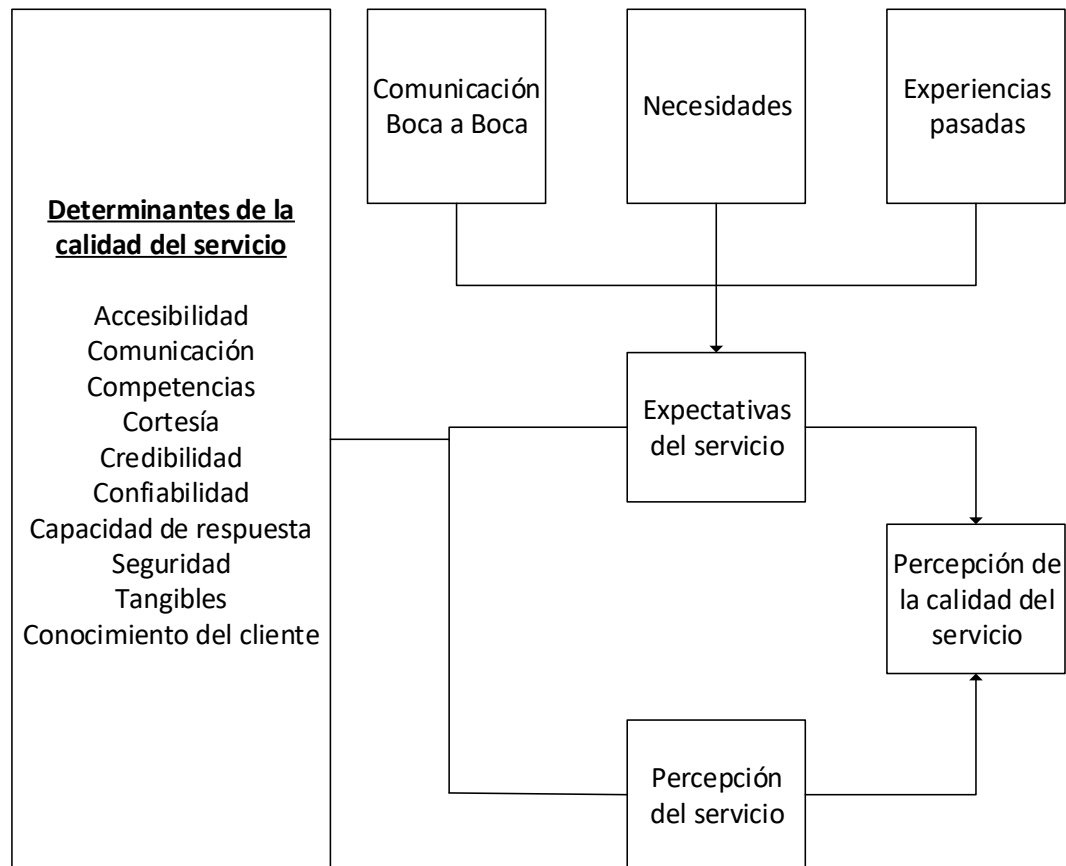 Determinantes de la
calidad del servicio
Accesibilidad
Comunicación
Competencias
Cortesía
Credibilidad
Confiabilidad
Capacidad de respuesta
Seguridad
Tangibles
Conocimiento del cliente
Comunicación
Boca a Boca
Necesidades
Experiencias
pasadas
Expectativas
del servicio
Percepción de
la calidad del
servicio
Percepción
del servicio